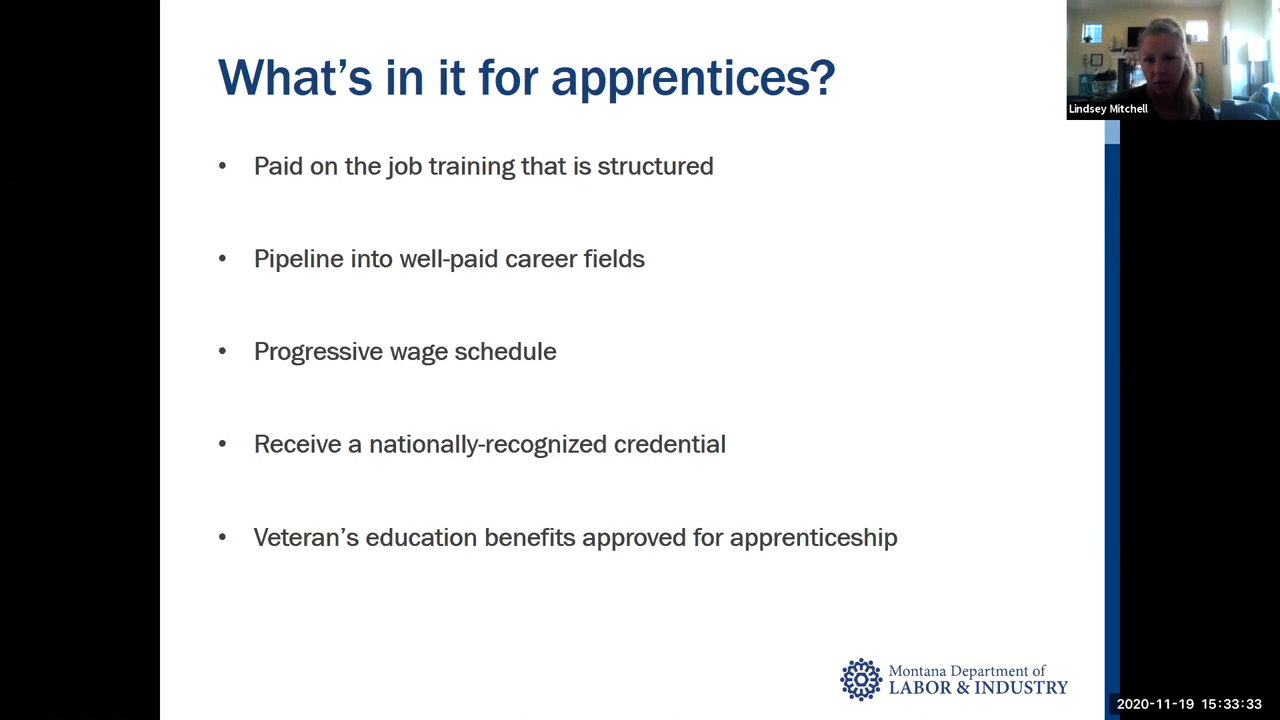 What’s in it for apprentices?
Lindsey Mitchell
• Paid on the job training that is structured
• Pipeline into well-paid career fields
• Progressive wage schedule
• Receive a nationally-recognized credential
• Veteran’s education benefits approved for apprenticeship
Montana Department of
LABOR & INDUSTRY
2020-11-19 15:33:33